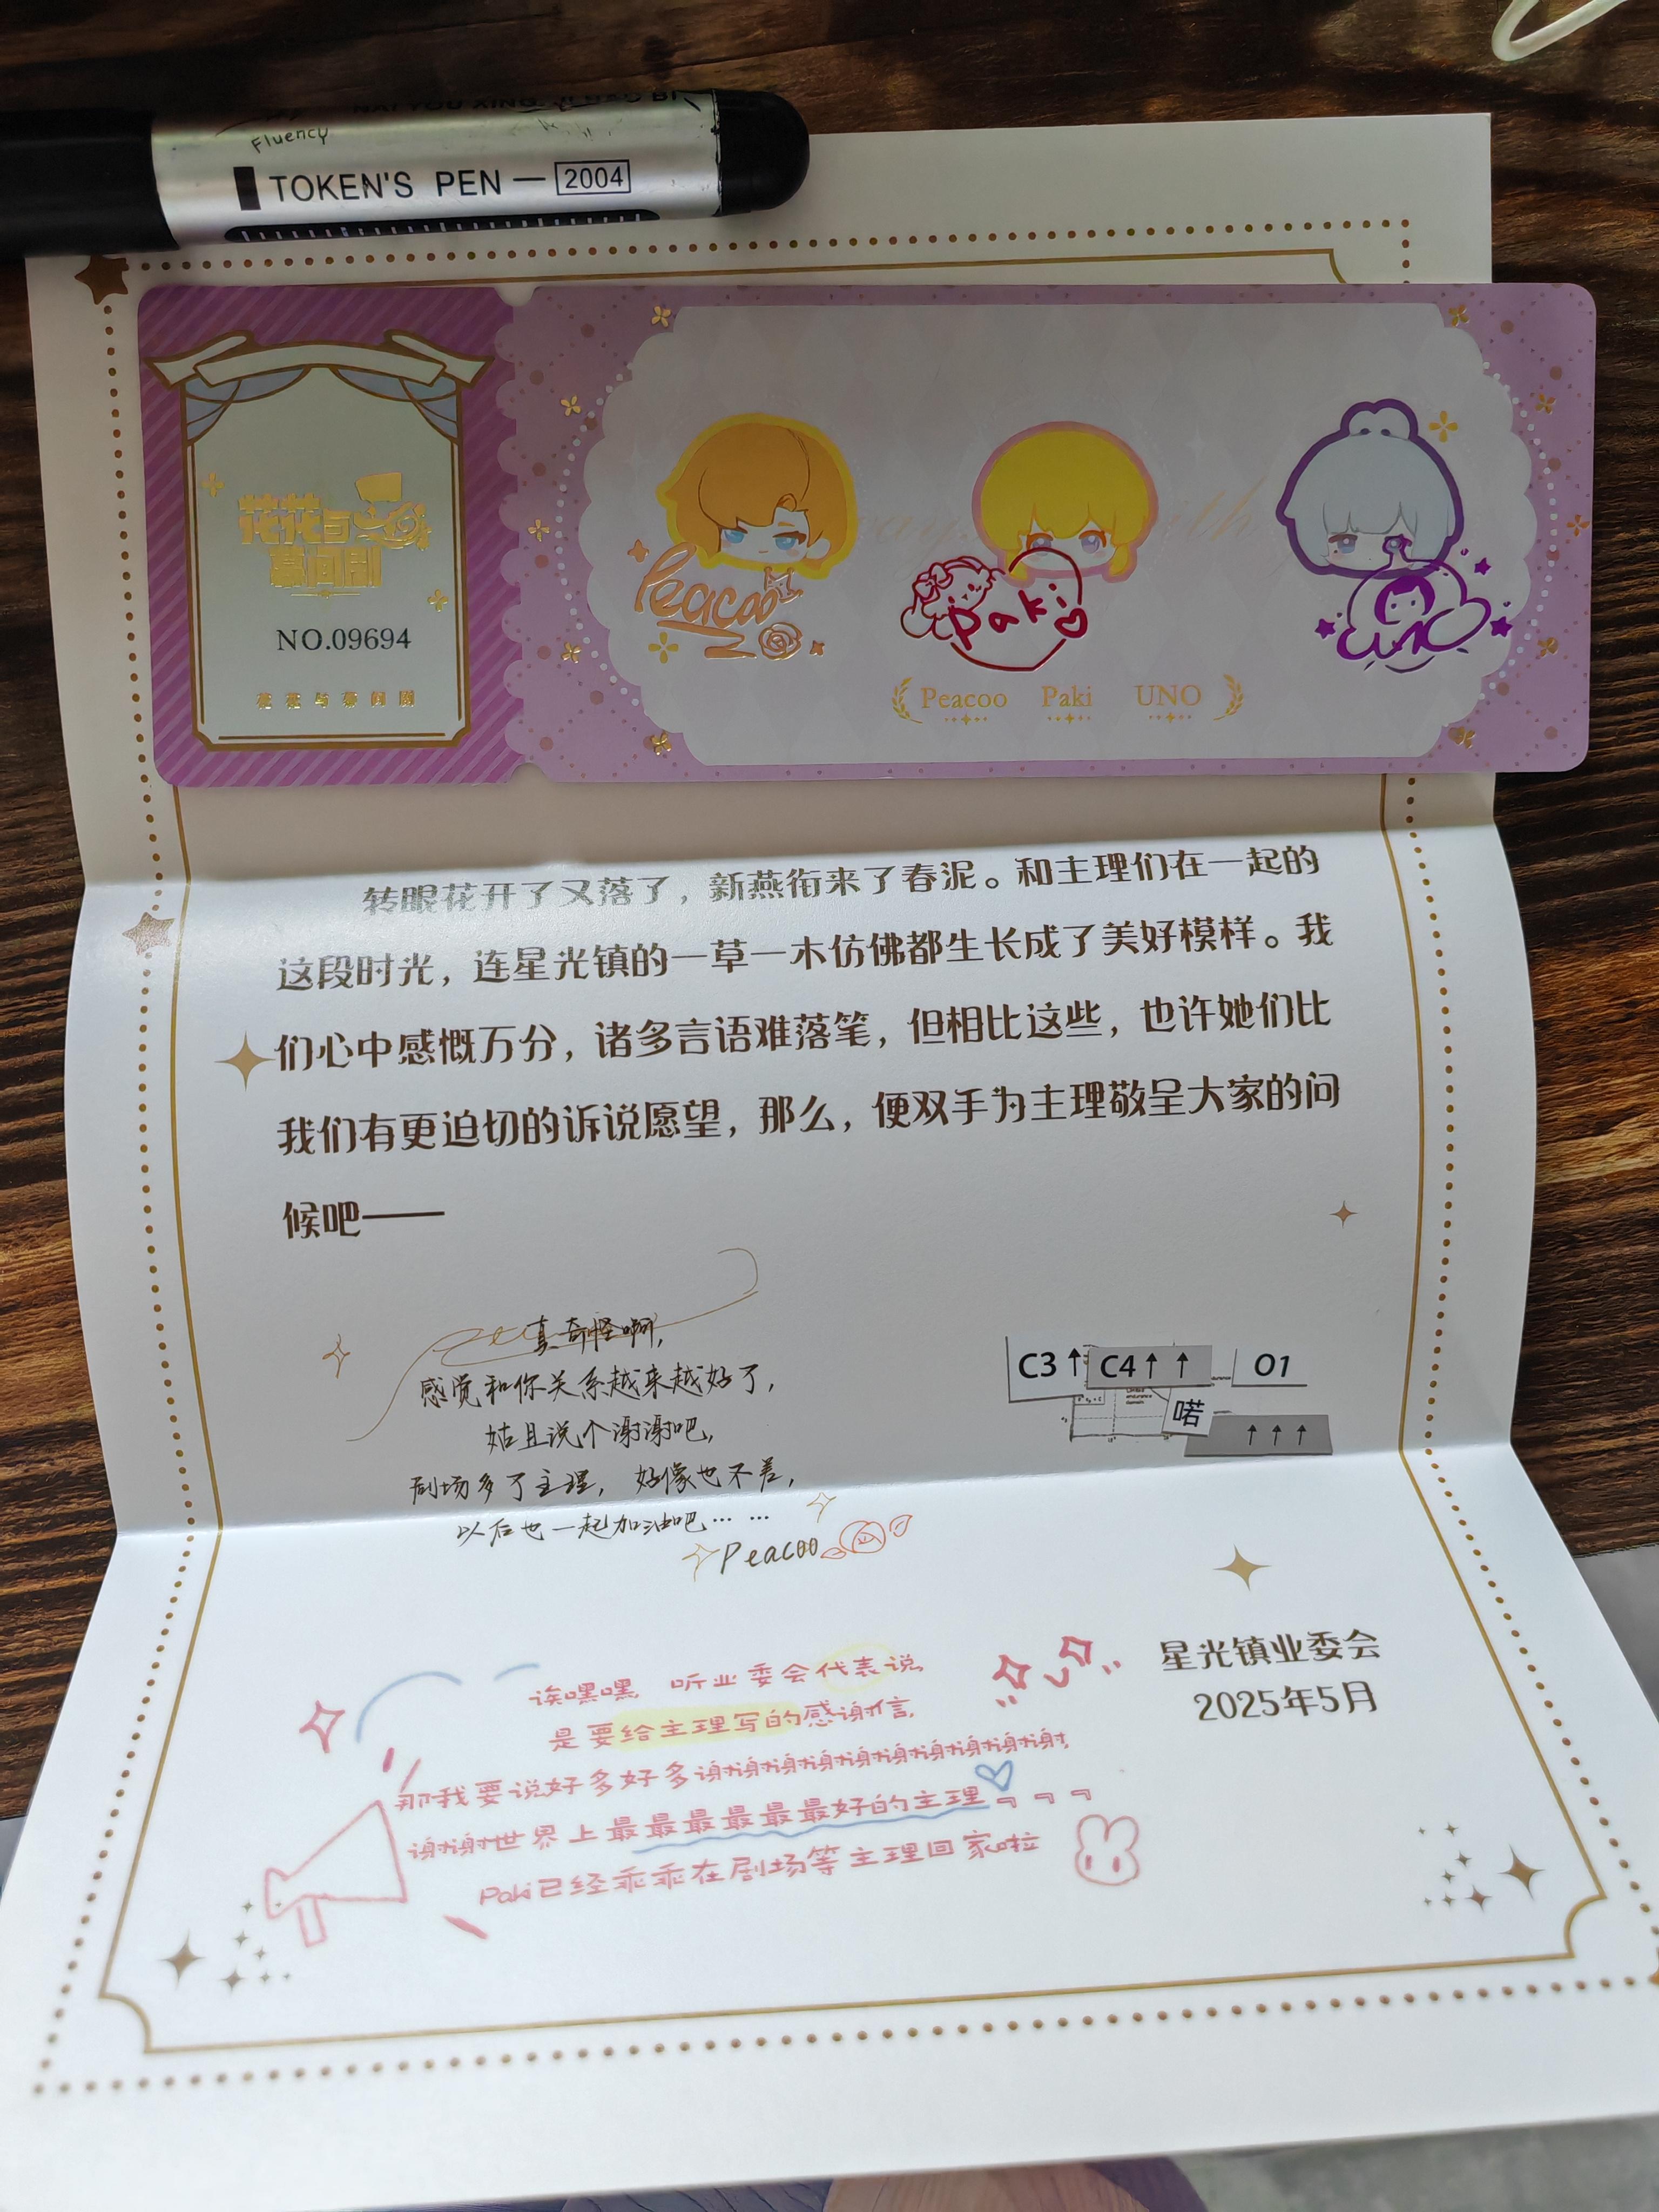 Fluency
TOKEN'S PEN — 2004
花花与
幕间剧
NO.09694
花花与幕间剧
Peacoo
Paki
UNO
Peacoo Paki UNO
转眼花开了又落了，新燕衔来了春泥。和主理们在一起的
这段时光，连星光镇的一草一木仿佛都生长成了美好模样。我
们心中感慨万分，诸多言语难落笔，但相比这些，也许她们比
我们有更迫切的诉说愿望，那么，便双手为主理敬呈大家的问
候吧——
真奇怪啊，
感觉和你关系越来越好了，
姑且说个谢谢吧，
剧场多了主理，好像也不差，
以后也一起加油吧……
Peacoo
C3↑ C4↑ ↑ O1
喏
↑ ↑ ↑
诶嘿嘿 听业委会代表说
是要给主理写的感谢信，
那我要说好多好多谢谢谢谢谢谢谢谢谢谢谢谢，
谢谢世界上最最最最最最好的主理
Paki已经乖乖在剧场等主理回家啦
星光镇业委会
2025年5月